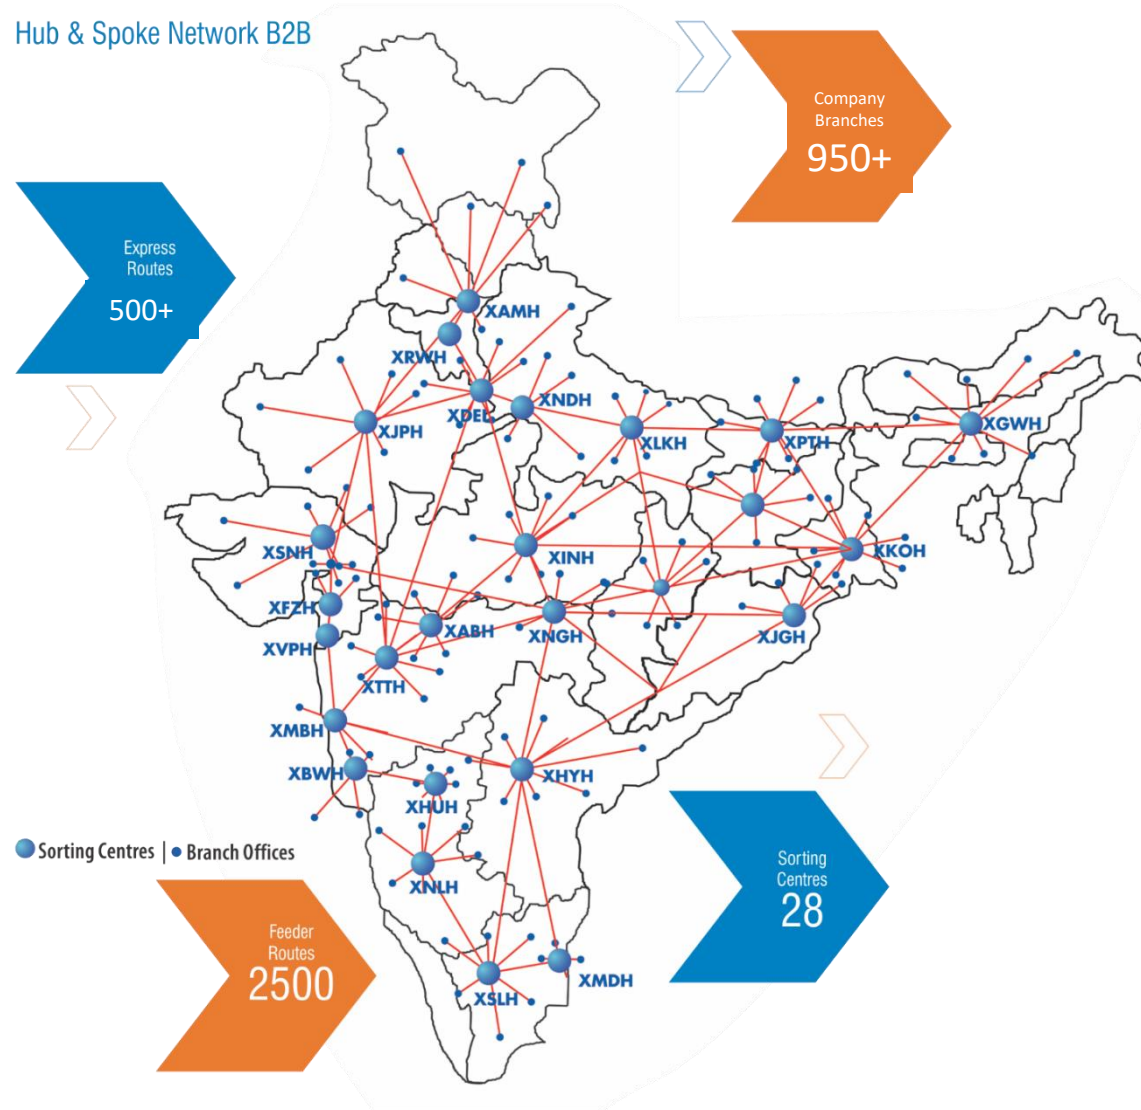 Hub & Spoke Network B2B
Company
Branches
950+
Express
Routes
500+
XAMH
XRWH
XNDH
XDEL
XJPH
XLKH
XPTH
XGWH
XSNH
XINH
KKOH
XFZH
XABH
XNGH
XJGH
XVPH
XTTH
XMBH
XBWH
XHYH
XHUH
Sorting Centres | Branch Offices
Sorting
Centres
28
XNLH
Feeder
Routes
2500
XMDH
XSLH